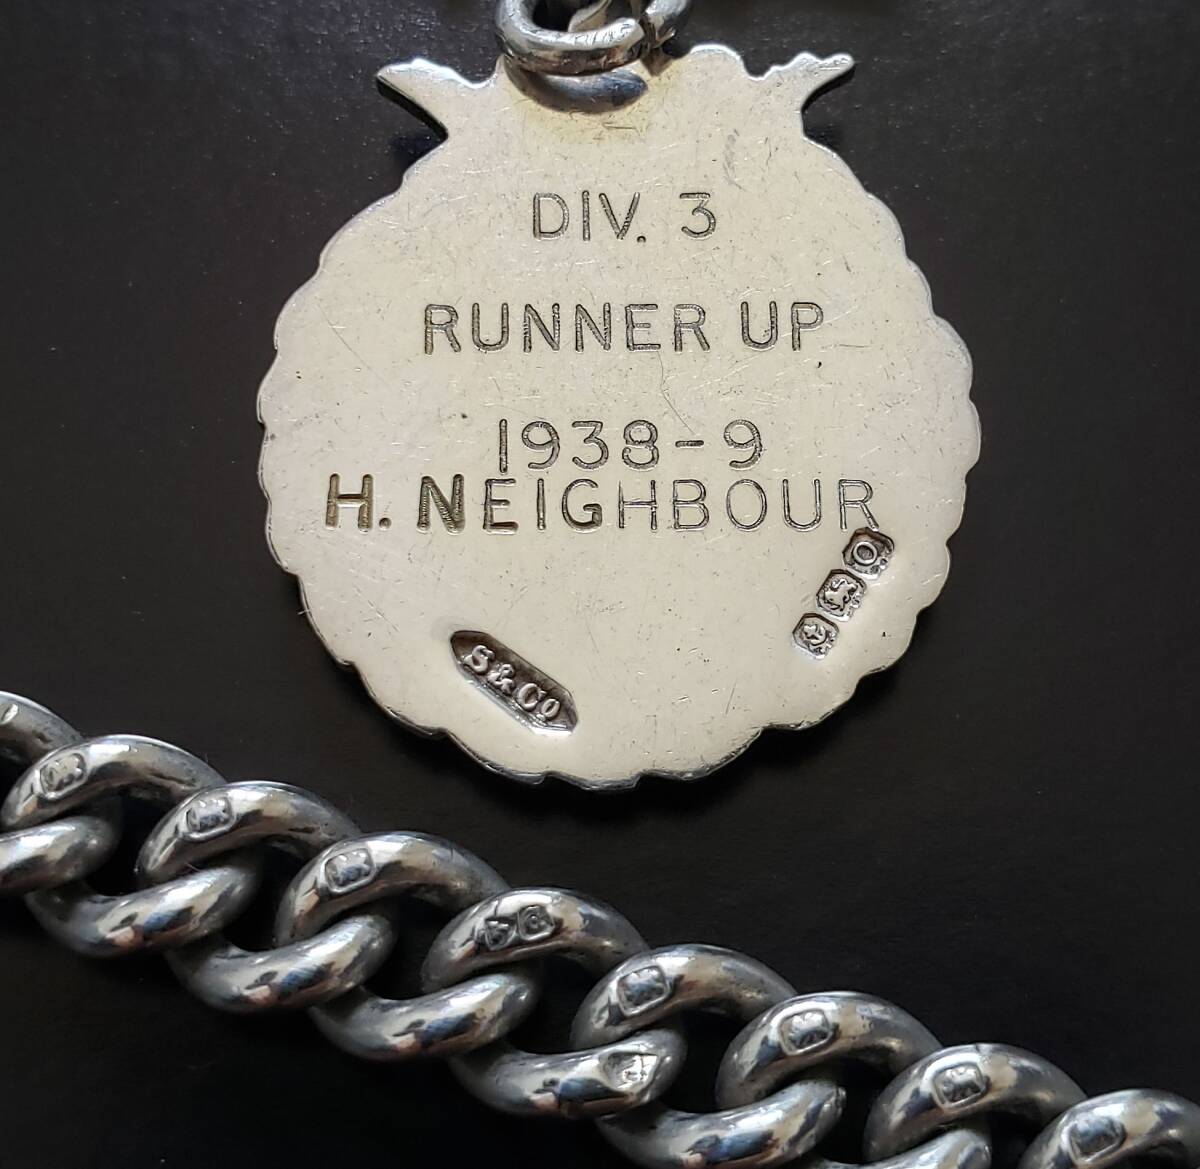 DIV. 3
RUNNER UP
1938-9
H. NEIGHBOUR
O
S&Co